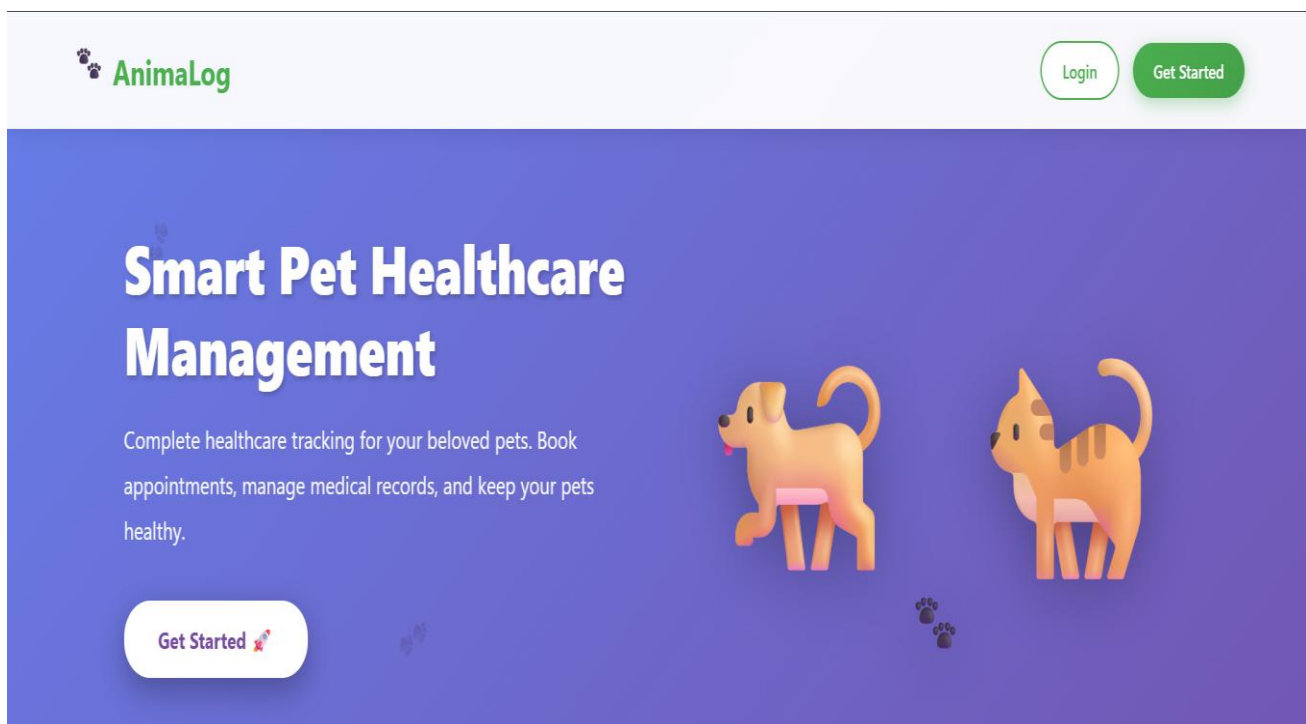 AnimaLog
Login
Get Started
Smart Pet Healthcare
Management
Complete healthcare tracking for your beloved pets. Book
appointments, manage medical records, and keep your pets
healthy.
Get Started 🚀